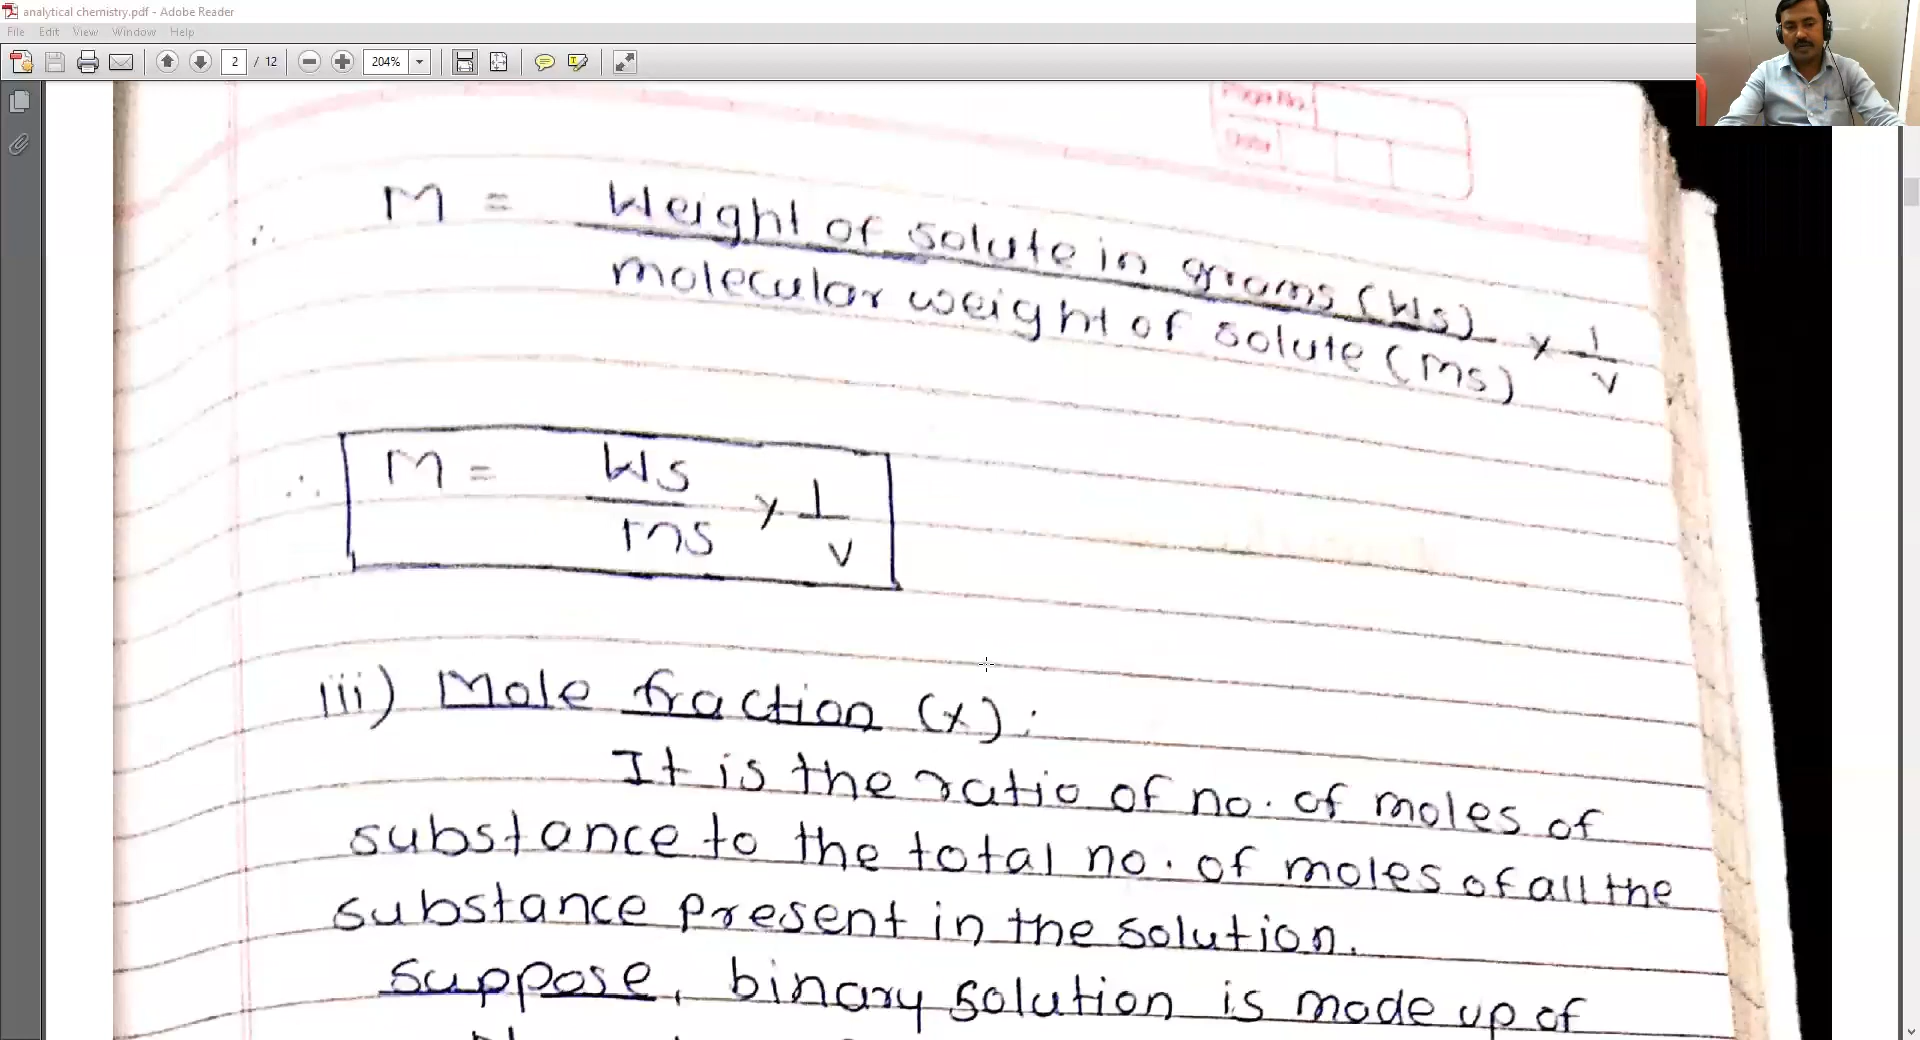 analytical chemistry.pdf - Adobe Reader
File Edit View Window Help
2 / 12 204%
Page No.
Date
∴ M = Weight of solute in grams (Ws) / molecular weight of solute (ms) × 1/v
∴ M = Ws/ms × 1/v
iii) Mole fraction (x):
It is the ratio of no. of moles of
substance to the total no. of moles of all the
substance present in the solution.
Suppose, binary solution is made up of